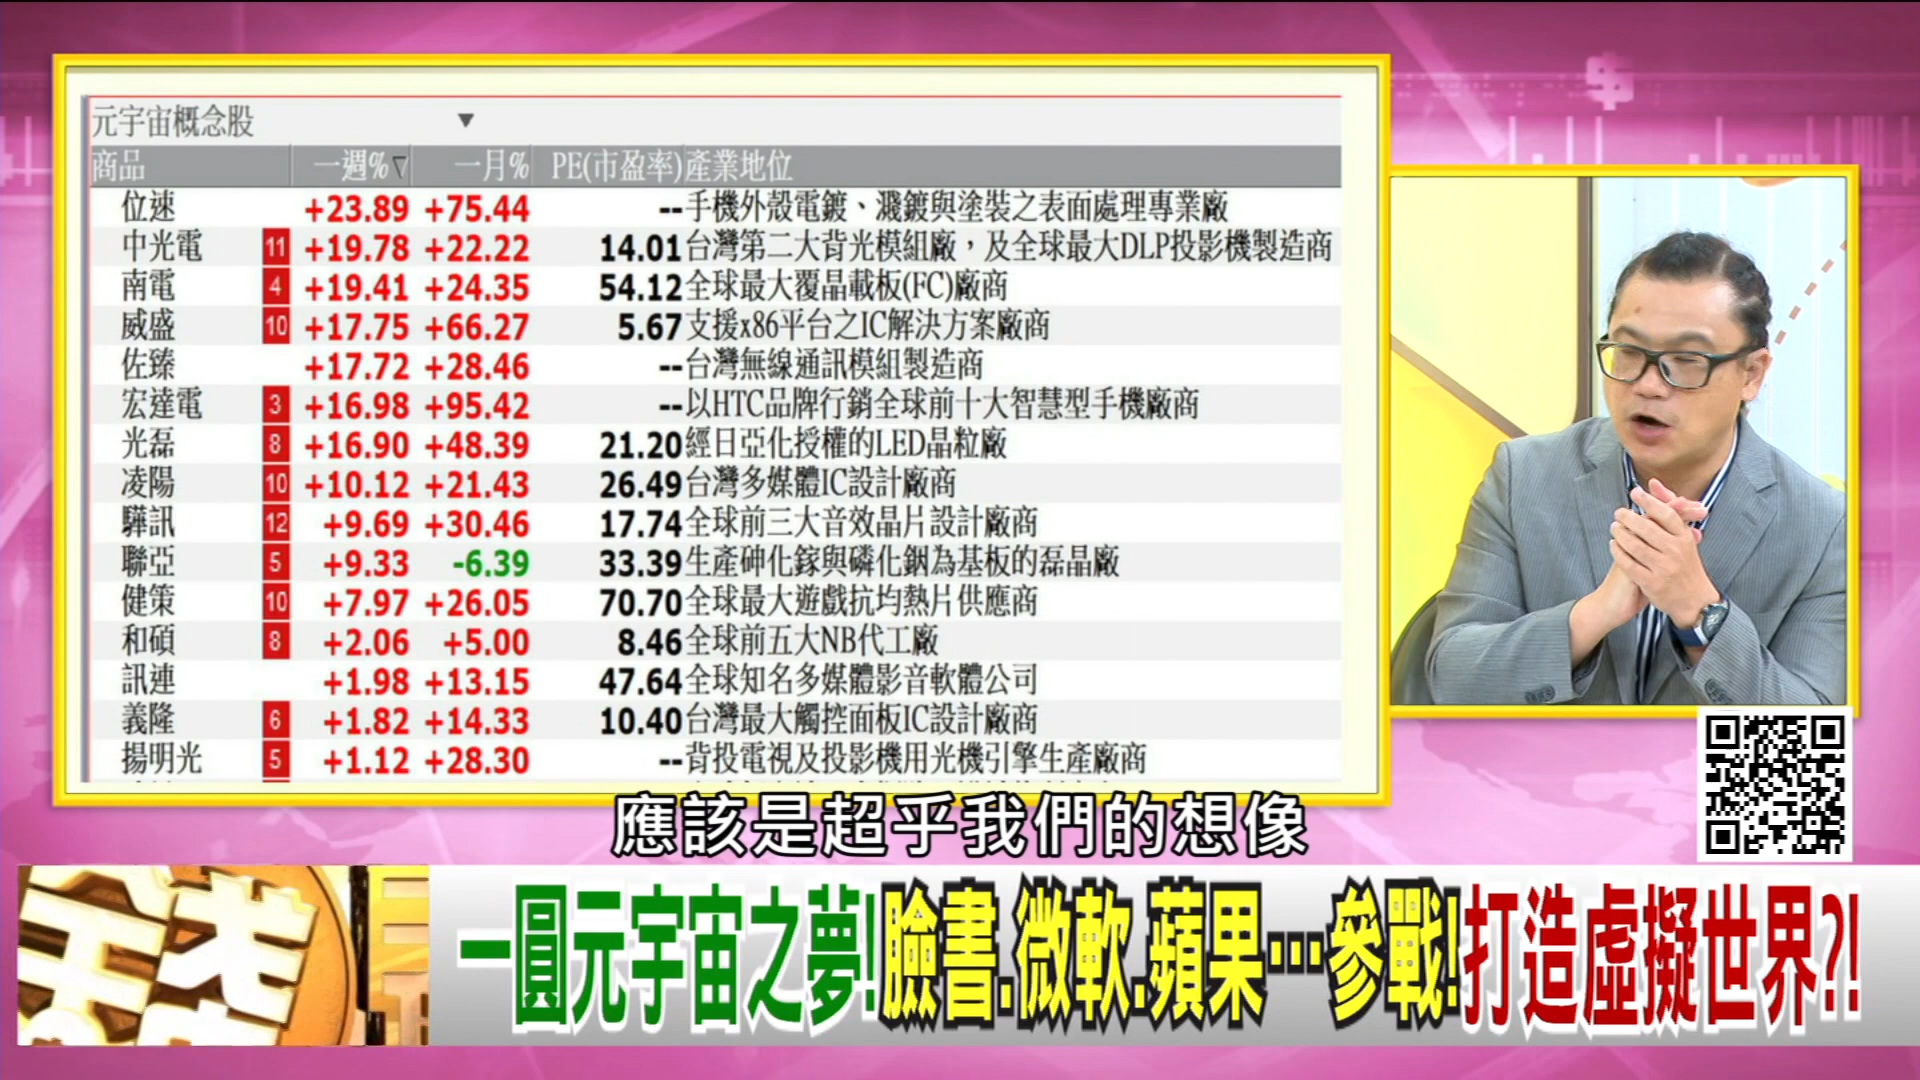 元宇宙概念股 ▼
商品 一週%▽ 一月% PE(市盈率) 產業地位
位速 +23.89 +75.44 -- 手機外殼電鍍、濺鍍與塗裝之表面處理專業廠
中光電 11 +19.78 +22.22 14.01 台灣第二大背光模組廠，及全球最大DLP投影機製造商
南電 4 +19.41 +24.35 54.12 全球最大覆晶載板(FC)廠商
威盛 10 +17.75 +66.27 5.67 支援x86平台之IC解決方案廠商
佐臻 +17.72 +28.46 -- 台灣無線通訊模組製造商
宏達電 3 +16.98 +95.42 -- 以HTC品牌行銷全球前十大智慧型手機廠商
光磊 8 +16.90 +48.39 21.20 經日亞化授權的LED晶粒廠
凌陽 10 +10.12 +21.43 26.49 台灣多媒體IC設計廠商
驊訊 12 +9.69 +30.46 17.74 全球前三大音效晶片設計廠商
聯亞 5 +9.33 -6.39 33.39 生產砷化鎵與磷化銦為基板的磊晶廠
健策 10 +7.97 +26.05 70.70 全球最大遊戲抗均熱片供應商
和碩 8 +2.06 +5.00 8.46 全球前五大NB代工廠
訊連 +1.98 +13.15 47.64 全球知名多媒體影音軟體公司
義隆 6 +1.82 +14.33 10.40 台灣最大觸控面板IC設計廠商
揚明光 5 +1.12 +28.30 -- 背投電視及投影機用光機引擎生產廠商
應該是超乎我們的想像
一圓元宇宙之夢!臉書.微軟.蘋果…參戰!打造虛擬世界?!